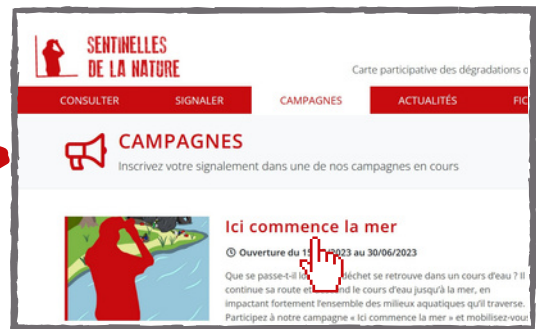 SENTINELLES
DE LA NATURE
Carte participative des dégradations
CONSULTER SIGNALER CAMPAGNES ACTUALITÉS
CAMPAGNES
Inscrivez votre signalement dans une de nos campagnes en cours
Ici commence la mer
Ouverture du 2023 au 30/06/2023
Que se passe-t-il déchet se retrouve dans un cours d'eau ? Il
continue sa route et le cours d'eau jusqu'à la mer, en
impactant fortement l'ensemble des milieux aquatiques qu'il traverse.
Participez à notre campagne « Ici commence la mer » et mobilisez-vous